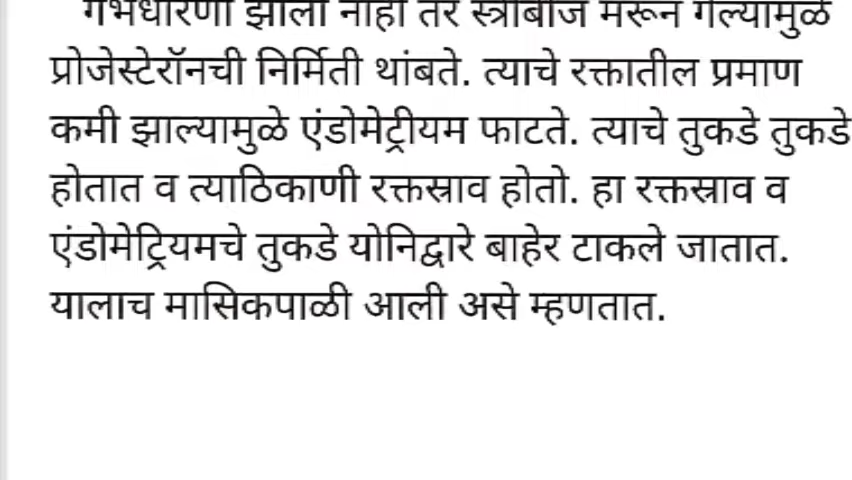 गर्भधारणा झाली नाही तर स्त्रीबीज मरून गेल्यामुळे
प्रोजेस्टेरॉनची निर्मिती थांबते. त्याचे रक्तातील प्रमाण
कमी झाल्यामुळे एंडोमेट्रीयम फाटते. त्याचे तुकडे तुकडे
होतात व त्याठिकाणी रक्तस्राव होतो. हा रक्तस्राव व
एंडोमेट्रियमचे तुकडे योनिद्वारे बाहेर टाकले जातात.
यालाच मासिकपाळी आली असे म्हणतात.